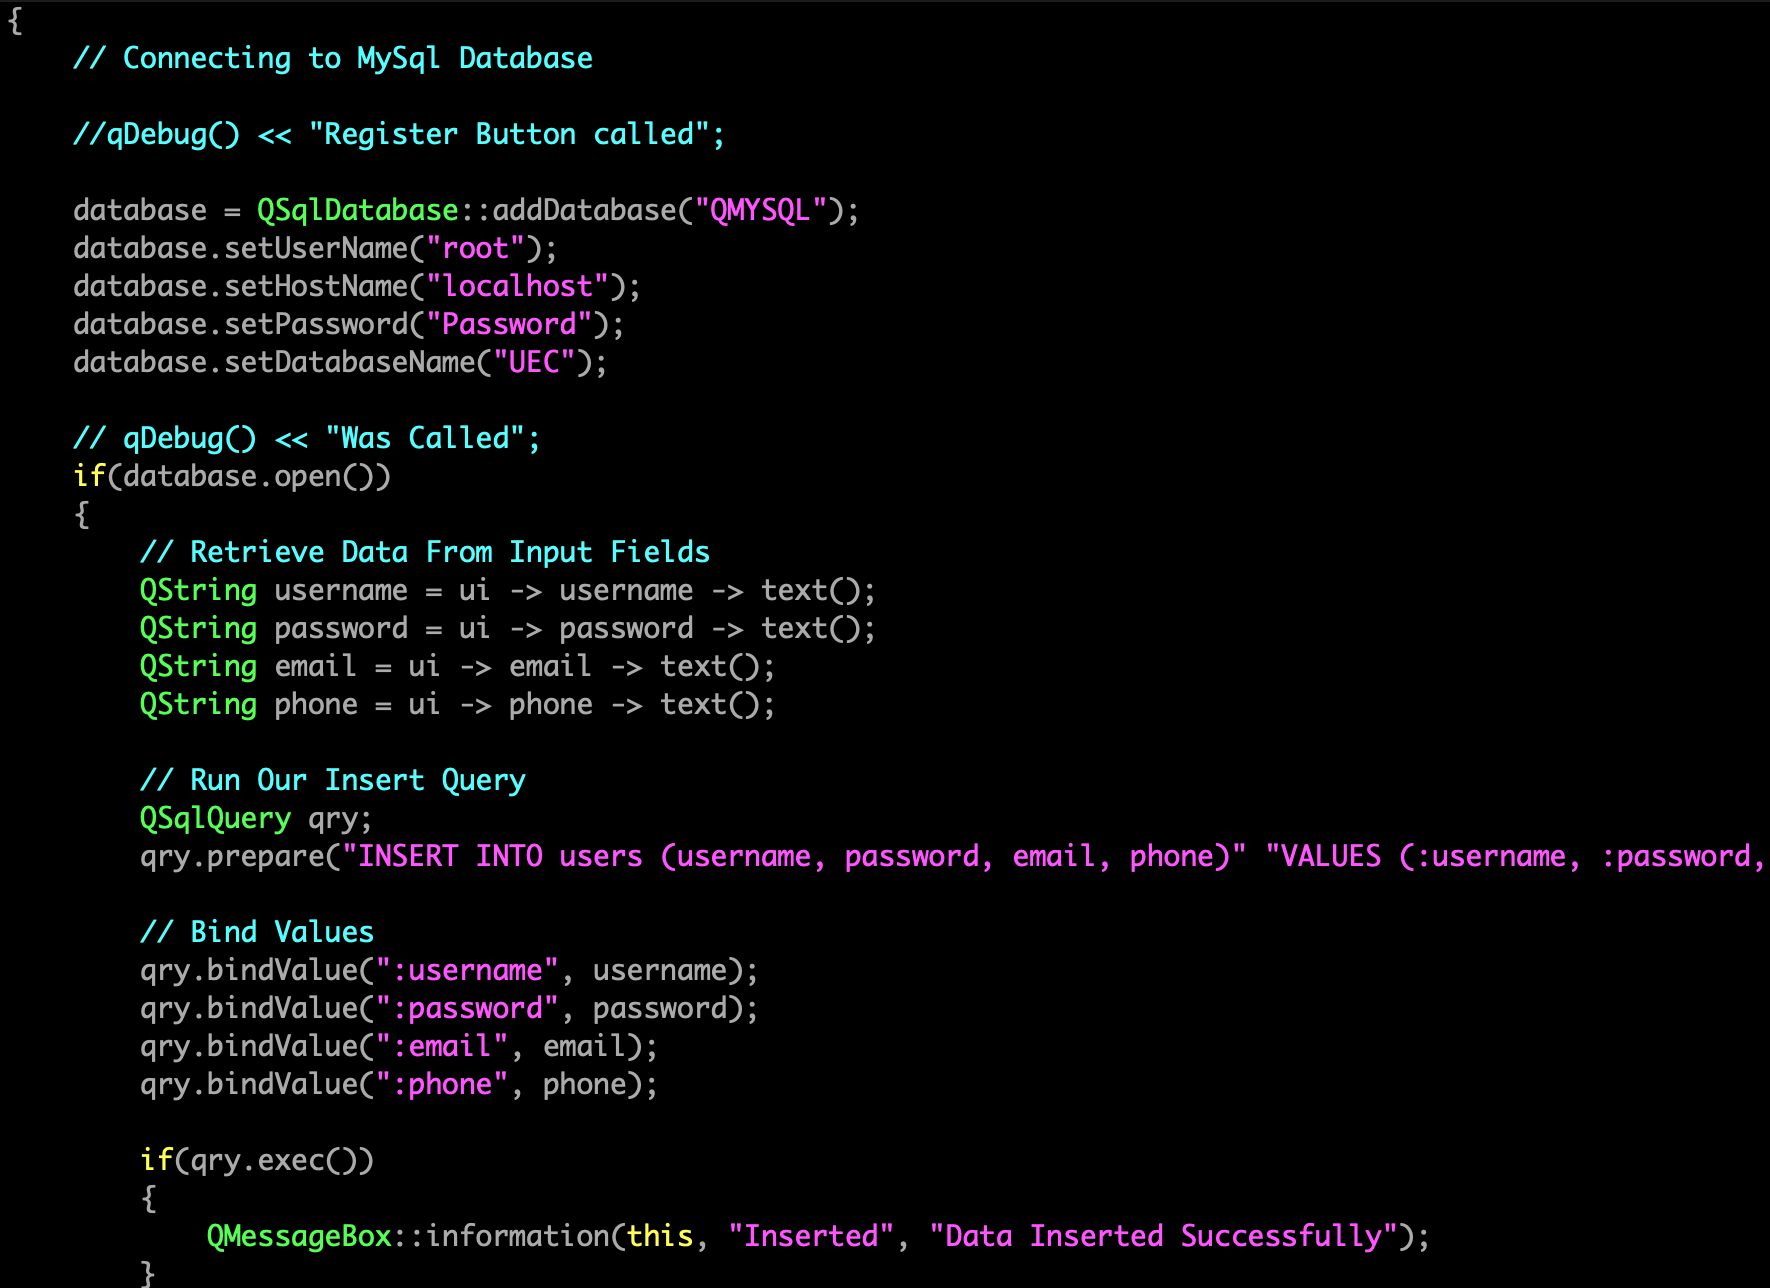 {
// Connecting to MySql Database
//qDebug() << "Register Button called";
database = QSqlDatabase::addDatabase("QMYSQL");
database.setUserName("root");
database.setHostName("localhost");
database.setPassword("Password");
database.setDatabaseName("UEC");
// qDebug() << "Was Called";
if(database.open())
{
// Retrieve Data From Input Fields
QString username = ui -> username -> text();
QString password = ui -> password -> text();
QString email = ui -> email -> text();
QString phone = ui -> phone -> text();
// Run Our Insert Query
QSqlQuery qry;
qry.prepare("INSERT INTO users (username, password, email, phone)" "VALUES (:username, :password,
// Bind Values
qry.bindValue(":username", username);
qry.bindValue(":password", password);
qry.bindValue(":email", email);
qry.bindValue(":phone", phone);
if(qry.exec())
{
QMessageBox::information(this, "Inserted", "Data Inserted Successfully");
}